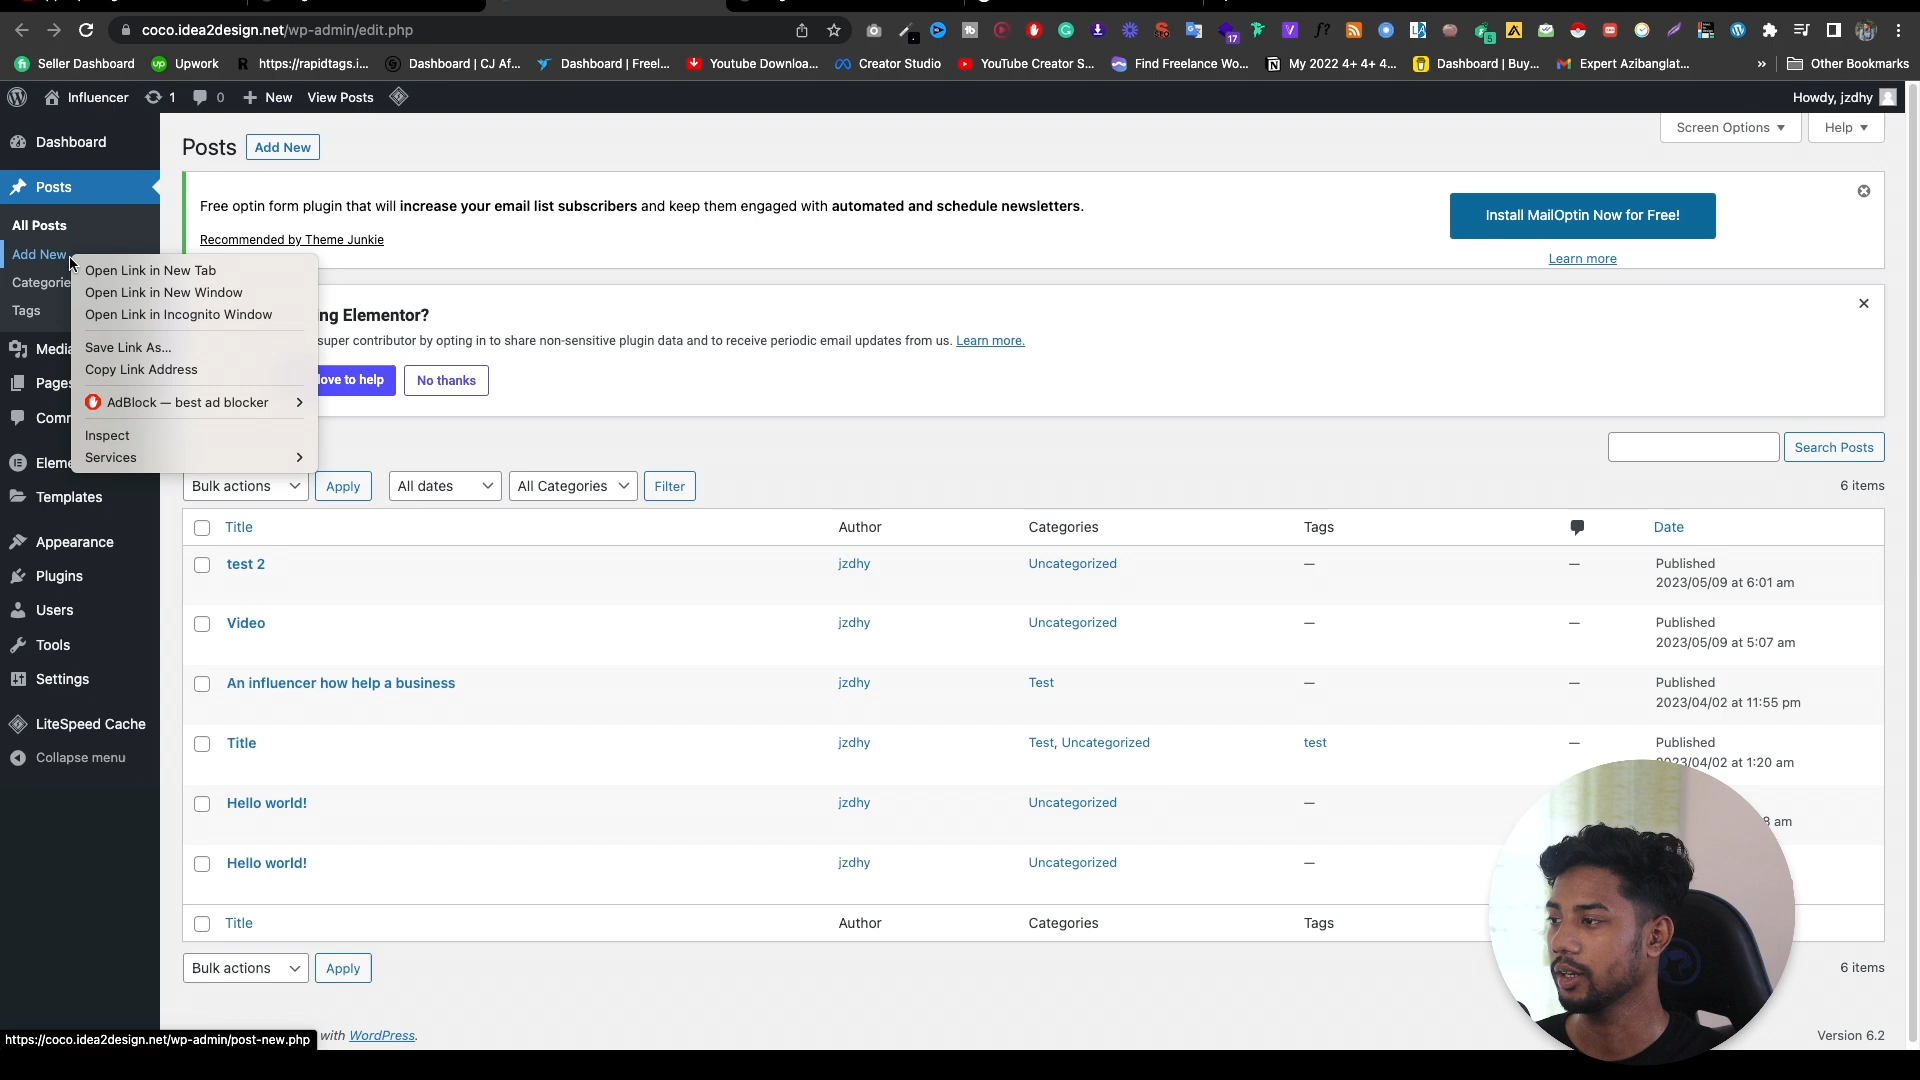 coco.idea2design.net/wp-admin/edit.php
17
5
Seller Dashboard
Upwork
https://rapidtags.i...
Dashboard | CJ Af...
Dashboard | Freel...
Youtube Downloa...
Creator Studio
YouTube Creator S...
Find Freelance Wo...
My 2022 4+ 4+ 4...
Dashboard | Buy...
Expert Azibanglat...
»
Other Bookmarks
Influencer
1
0
New
View Posts
Howdy, jzdhy
Dashboard
Posts
All Posts
Add New
Categorie
Tags
Media
Pages
Comm
Eleme
Templates
Appearance
Plugins
Users
Tools
Settings
LiteSpeed Cache
Collapse menu
Open Link in New Tab
Open Link in New Window
Open Link in Incognito Window
Save Link As...
Copy Link Address
AdBlock — best ad blocker
Inspect
Services
Posts
Add New
Screen Options
Help
Free optin form plugin that will increase your email list subscribers and keep them engaged with automated and schedule newsletters.
Recommended by Theme Junkie
Install MailOptin Now for Free!
Learn more
ng Elementor?
super contributor by opting in to share non-sensitive plugin data and to receive periodic email updates from us. Learn more.
love to help
No thanks
Search Posts
Bulk actions
Apply
All dates
All Categories
Filter
6 items
Title
Author
Categories
Tags
Date
test 2
jzdhy
Uncategorized
—
—
Published
2023/05/09 at 6:01 am
Video
jzdhy
Uncategorized
—
—
Published
2023/05/09 at 5:07 am
An influencer how help a business
jzdhy
Test
—
—
Published
2023/04/02 at 11:55 pm
Title
jzdhy
Test, Uncategorized
test
—
Published
2023/04/02 at 1:20 am
Hello world!
jzdhy
Uncategorized
—
8 am
Hello world!
jzdhy
Uncategorized
—
Title
Author
Categories
Tags
Bulk actions
Apply
6 items
with WordPress.
Version 6.2
https://coco.idea2design.net/wp-admin/post-new.php